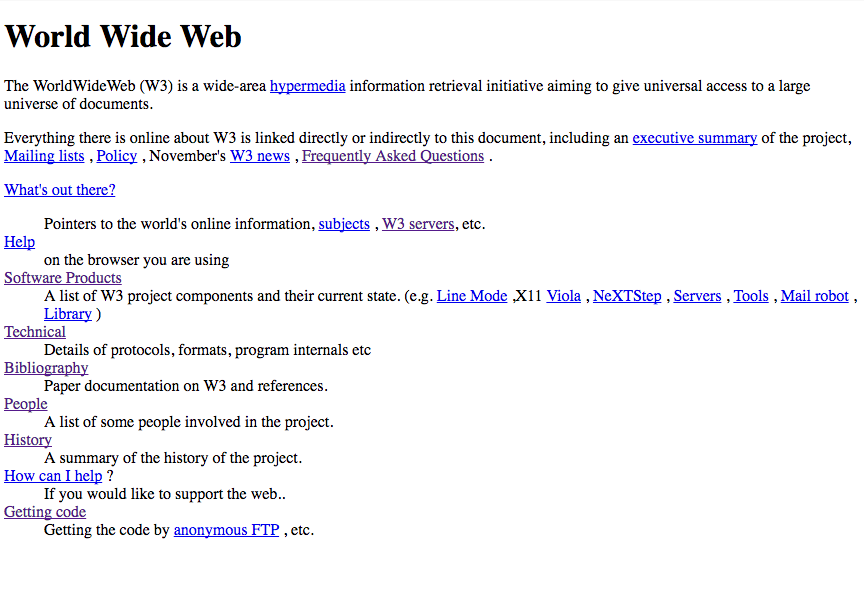 World Wide Web
The WorldWideWeb (W3) is a wide-area hypermedia information retrieval initiative aiming to give universal access to a large
universe of documents.
Everything there is online about W3 is linked directly or indirectly to this document, including an executive summary of the project,
Mailing lists , Policy , November's W3 news , Frequently Asked Questions .
What's out there?
Pointers to the world's online information, subjects , W3 servers, etc.
Help
on the browser you are using
Software Products
A list of W3 project components and their current state. (e.g. Line Mode ,X11 Viola , NeXTStep , Servers , Tools , Mail robot ,
Library )
Technical
Details of protocols, formats, program internals etc
Bibliography
Paper documentation on W3 and references.
People
A list of some people involved in the project.
History
A summary of the history of the project.
How can I help ?
If you would like to support the web..
Getting code
Getting the code by anonymous FTP , etc.